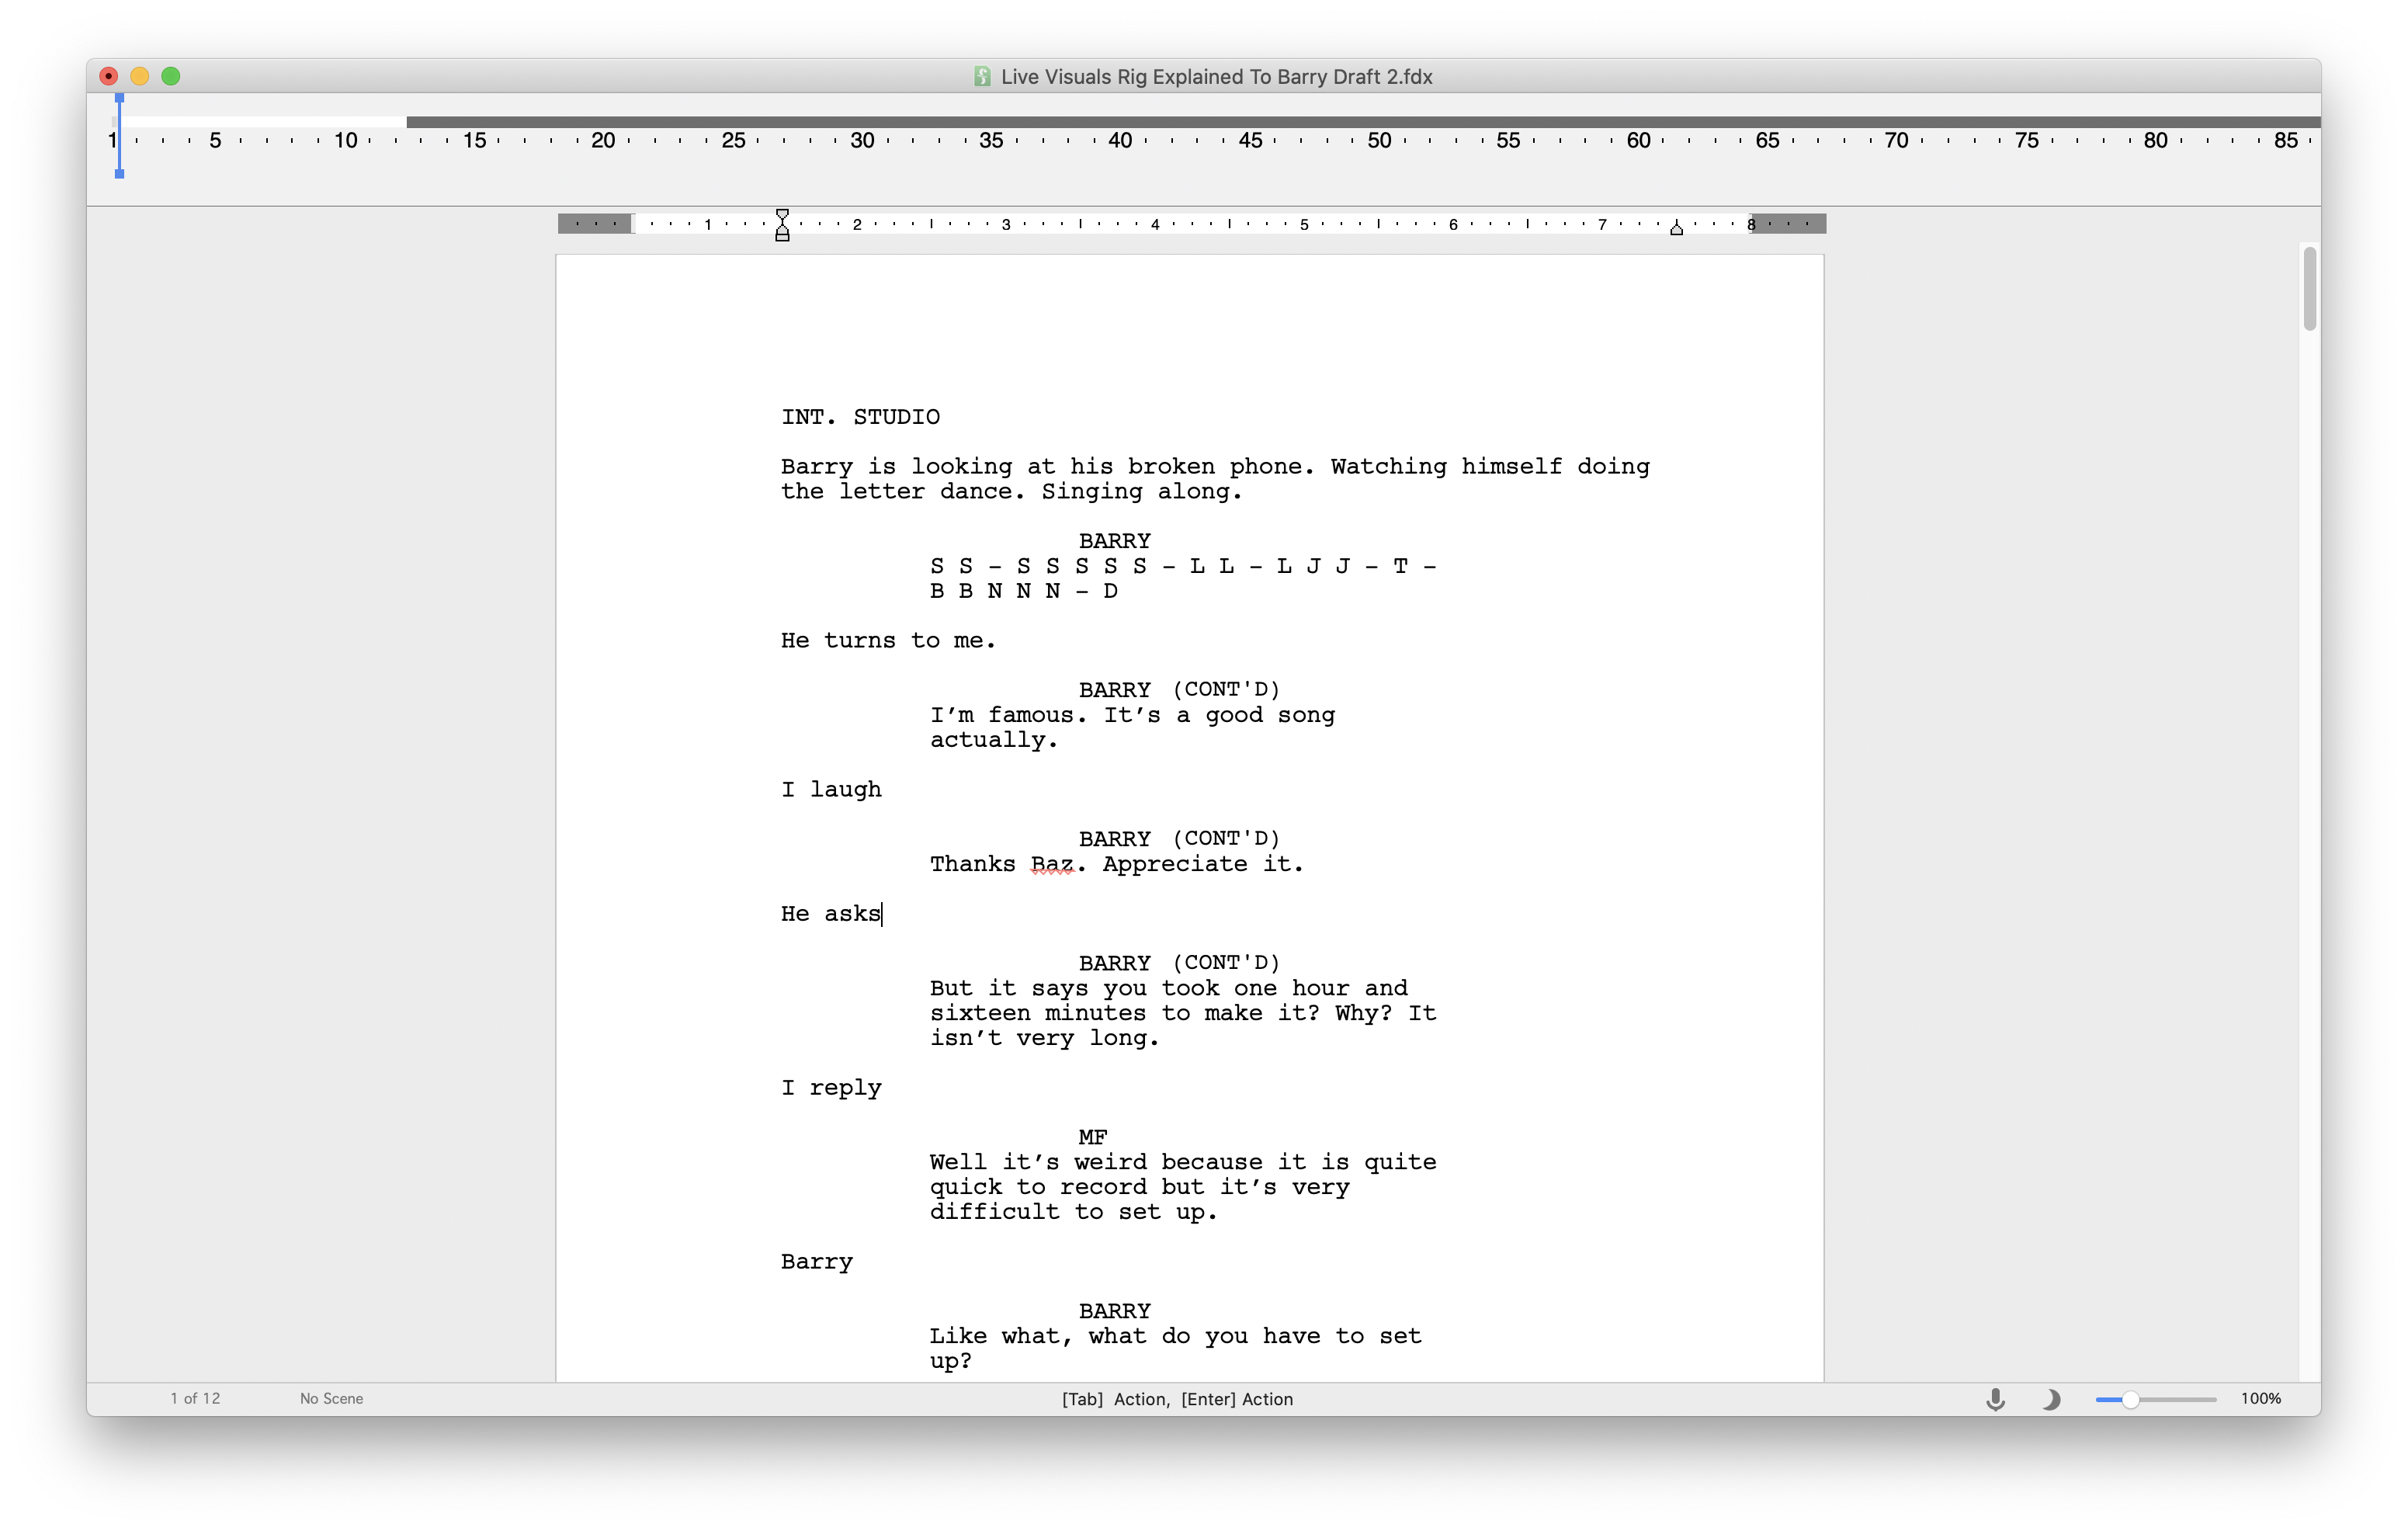 Live Visuals Rig Explained To Barry Draft 2.fdx
1 5 10 15 20 25 30 35 40 45 50 55 60 65 70 75 80 85
1 2 3 4 5 6 7 8
INT. STUDIO
Barry is looking at his broken phone. Watching himself doing
the letter dance. Singing along.
BARRY
S S – S S S S S – L L – L J J – T –
B B N N N – D
He turns to me.
BARRY (CONT'D)
I’m famous. It’s a good song
actually.
I laugh
BARRY (CONT'D)
Thanks Baz. Appreciate it.
He asks
BARRY (CONT'D)
But it says you took one hour and
sixteen minutes to make it? Why? It
isn’t very long.
I reply
MF
Well it’s weird because it is quite
quick to record but it’s very
difficult to set up.
Barry
BARRY
Like what, what do you have to set
up?
1 of 12 No Scene [Tab] Action, [Enter] Action 100%